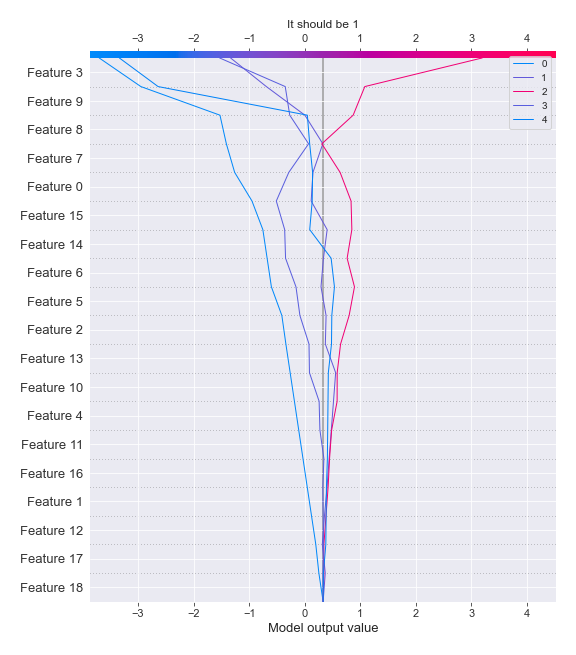 It should be 1
−3 −2 −1 0 1 2 3 4
0
1
2
3
4
Feature 3
Feature 9
Feature 8
Feature 7
Feature 0
Feature 15
Feature 14
Feature 6
Feature 5
Feature 2
Feature 13
Feature 10
Feature 4
Feature 11
Feature 16
Feature 1
Feature 12
Feature 17
Feature 18
−3 −2 −1 0 1 2 3 4
Model output value